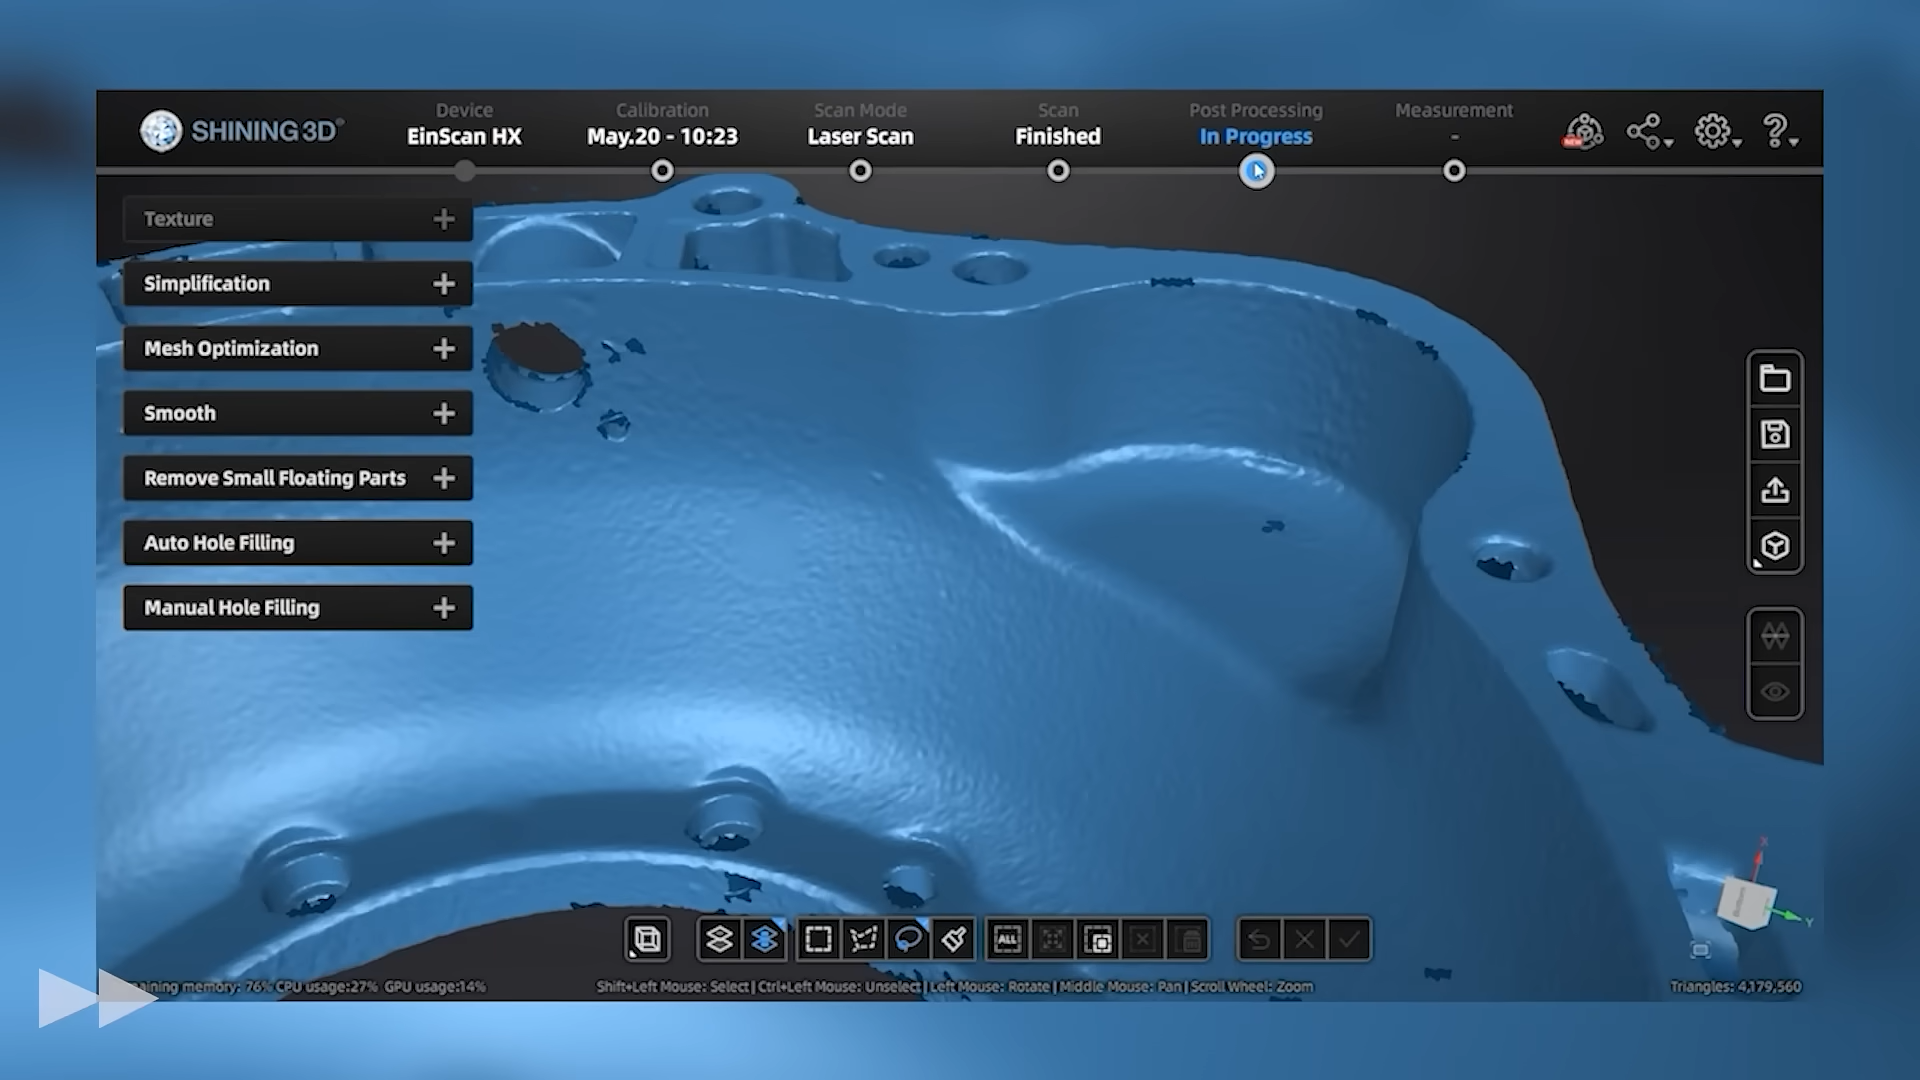 SHINING 3D®
Device
EinScan HX
Calibration
May.20 - 10:23
Scan Mode
Laser Scan
Scan
Finished
Post Processing
In Progress
Measurement
-
NEW
Texture
Simplification
Mesh Optimization
Smooth
Remove Small Floating Parts
Auto Hole Filling
Manual Hole Filling
ALL
X
Y
memory: 76% CPU usage:27% GPU usage:14%
Shift+Left Mouse: Select | Ctrl+Left Mouse: Unselect | Left Mouse: Rotate | Middle Mouse: Pan | Scroll Wheel: Zoom
Triangles: 4,179,560